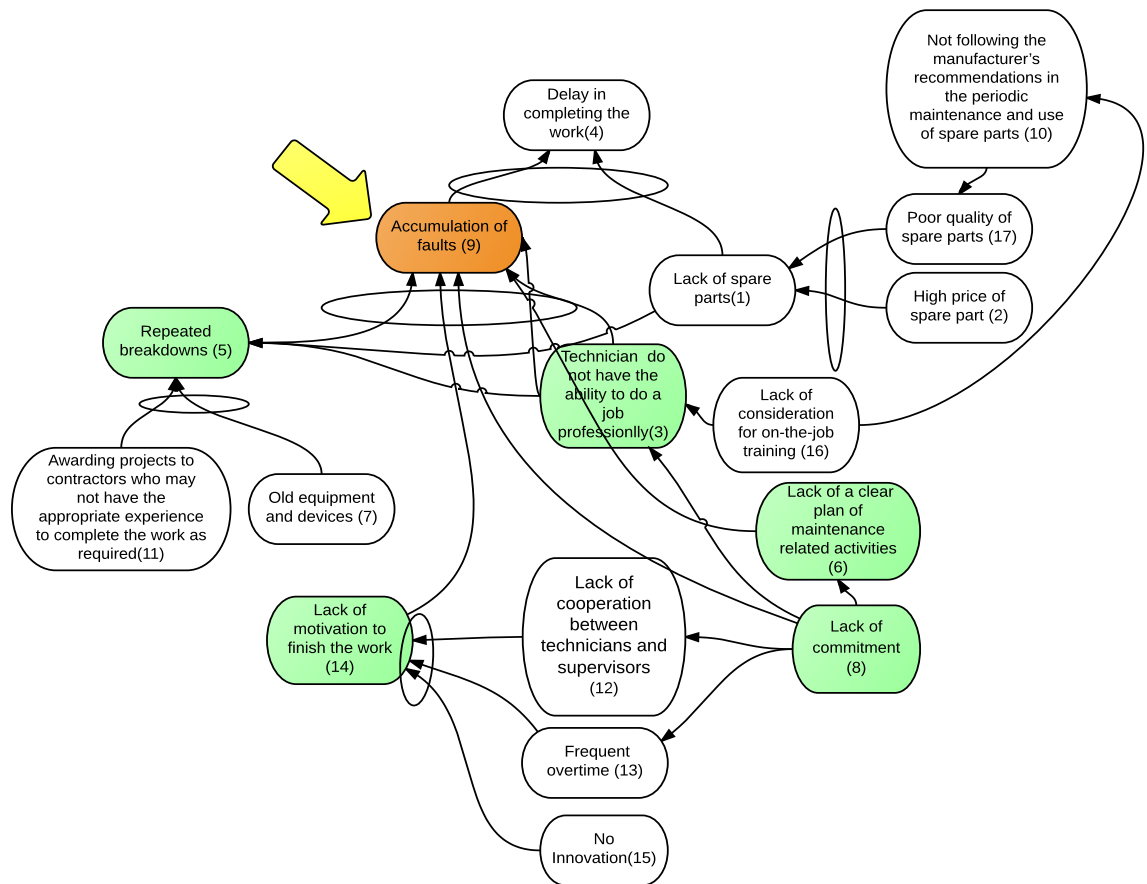 Not following the
manufacturer’s
recommendations in
the periodic
maintenance and use
of spare parts (10)
Delay in
completing the
work(4)
Accumulation of
faults (9)
Poor quality of
spare parts (17)
Lack of spare
parts(1)
High price of
spare part (2)
Repeated
breakdowns (5)
Technician do
not have the
ability to do a
job
professionlly(3)
Lack of
consideration
for on-the-job
training (16)
Awarding projects to
contractors who may
not have the
appropriate experience
to complete the work as
required(11)
Old equipment
and devices (7)
Lack of a clear
plan of
maintenance
related activities
(6)
Lack of
motivation to
finish the work
(14)
Lack of
cooperation
between
technicians and
supervisors
(12)
Lack of
commitment
(8)
Frequent
overtime (13)
No
Innovation(15)